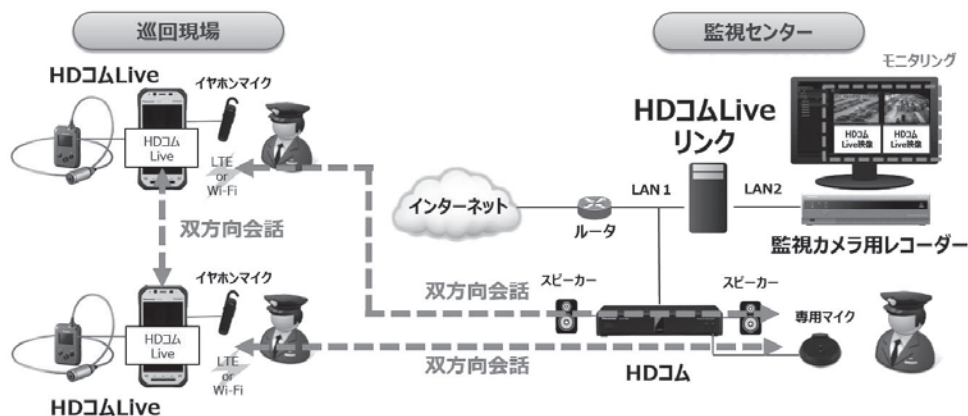 巡回現場
監視センター
HDコムLive
イヤホンマイク
HDコム
Live
LTE
or
Wi-Fi
双方向会話
イヤホンマイク
HDコム
Live
LTE
or
Wi-Fi
HDコムLive
インターネット
ルータ
LAN 1
HDコムLive
リンク
LAN2
モニタリング
HDコム
Live映像
HDコム
Live映像
監視カメラ用レコーダー
双方向会話
スピーカー
スピーカー
専用マイク
双方向会話
HDコム